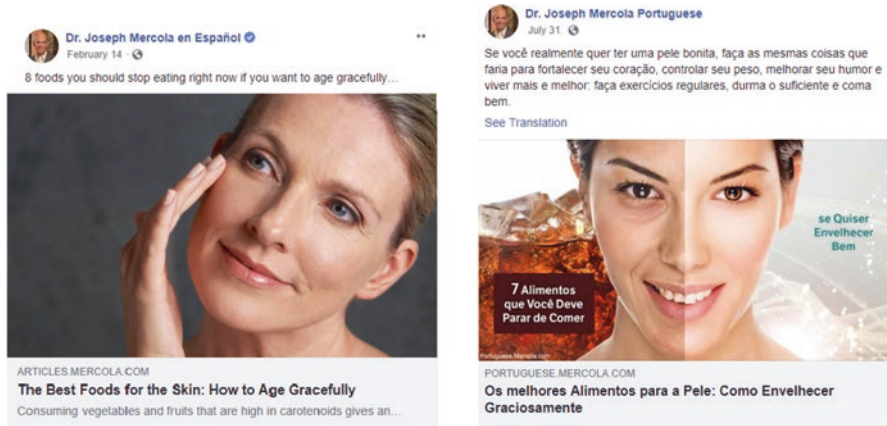 Dr. Joseph Mercola en Español
February 14 ·
8 foods you should stop eating right now if you want to age gracefully…
ARTICLES.MERCOLA.COM
The Best Foods for the Skin: How to Age Gracefully
Consuming vegetables and fruits that are high in carotenoids gives an…
Dr. Joseph Mercola Portuguese
July 31 ·
Se você realmente quer ter uma pele bonita, faça as mesmas coisas que
faria para fortalecer seu coração, controlar seu peso, melhorar seu humor e
viver mais e melhor: faça exercícios regulares, durma o suficiente e coma
bem.
See Translation
se Quiser
Envelhecer
Bem
7 Alimentos
que Você Deve
Parar de Comer
Portuguese.Mercola.com
PORTUGUESE.MERCOLA.COM
Os melhores Alimentos para a Pele: Como Envelhecer
Graciosamente